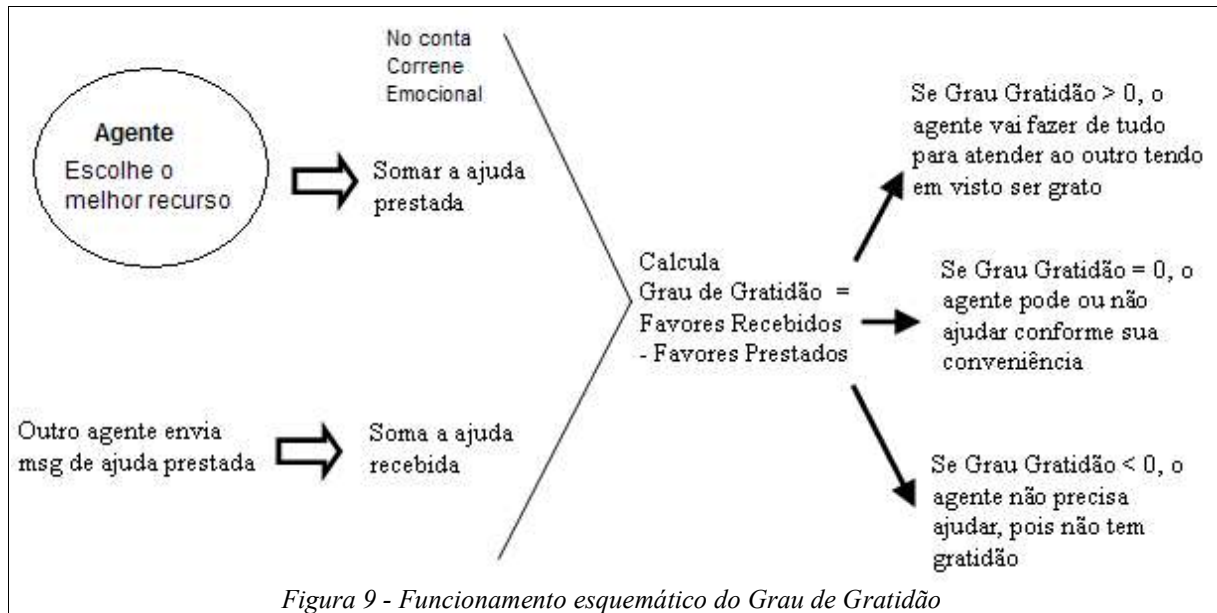 No conta
Correne
Emocional
Agente
Escolhe o
melhor recurso
Somar a ajuda
prestada
Outro agente envia
msg de ajuda prestada
Soma a ajuda
recebida
Calcula
Grau de Gratidão =
Favores Recebidos
- Favores Prestados
Se Grau Gratidão > 0, o
agente vai fazer de tudo
para atender ao outro tendo
em visto ser grato
Se Grau Gratidão = 0, o
agente pode ou não
ajudar conforme sua
conveniência
Se Grau Gratidão < 0, o
agente não precisa
ajudar, pois não tem
gratidão
Figura 9 - Funcionamento esquemático do Grau de Gratidão